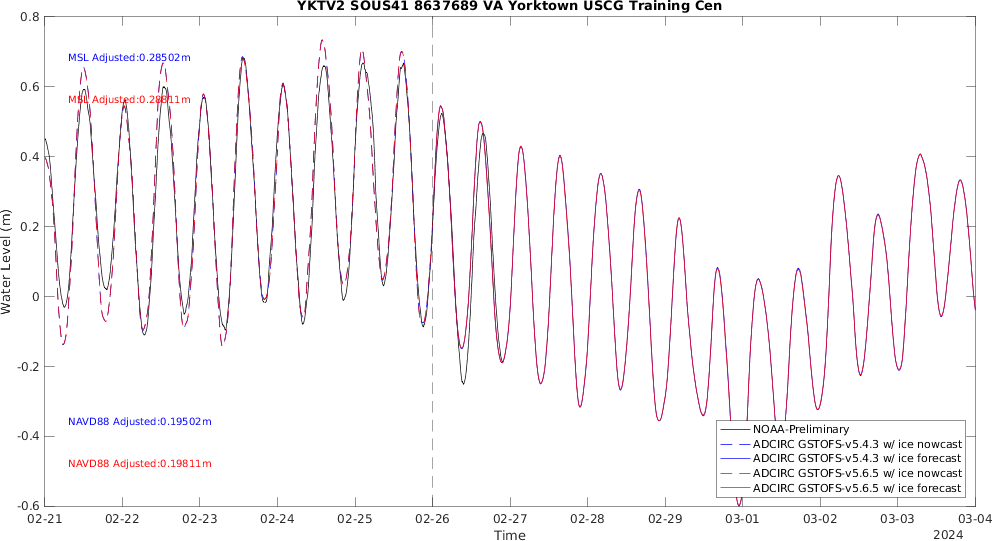 YKTV2 SOUS41 8637689 VA Yorktown USCG Training Cen
0.8
MSL Adjusted:0.28502m
0.6
MSL Adjusted:0.28811m
0.4
0.2
Water Level (m)
0
-0.2
NAVD88 Adjusted:0.19502m
-0.4
NAVD88 Adjusted:0.19811m
-0.6
NOAA-Preliminary
ADCIRC GSTOFS-v5.4.3 w/ ice nowcast
ADCIRC GSTOFS-v5.4.3 w/ ice forecast
ADCIRC GSTOFS-v5.6.5 w/ ice nowcast
ADCIRC GSTOFS-v5.6.5 w/ ice forecast
02-21 02-22 02-23 02-24 02-25 02-26 02-27 02-28 02-29 03-01 03-02 03-03 03-04
Time
2024